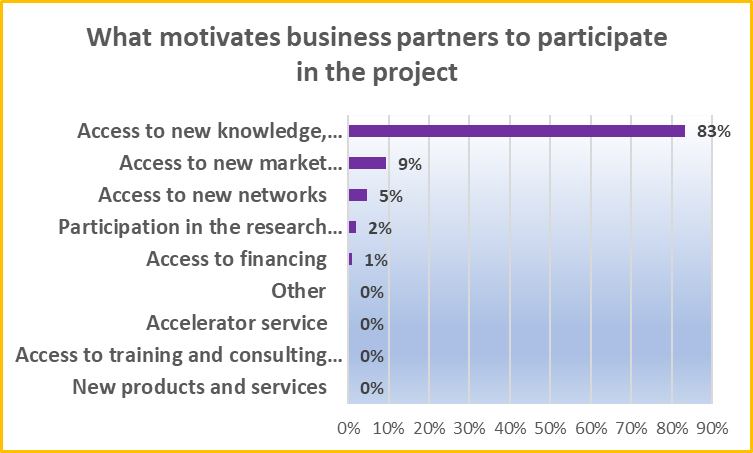 What motivates business partners to participate
in the project
Access to new knowledge,... 83%
Access to new market ... 9%
Access to new networks 5%
Participation in the research ... 2%
Access to financing 1%
Other 0%
Accelerator service 0%
Access to training and consulting ... 0%
New products and services 0%
0% 10% 20% 30% 40% 50% 60% 70% 80% 90%